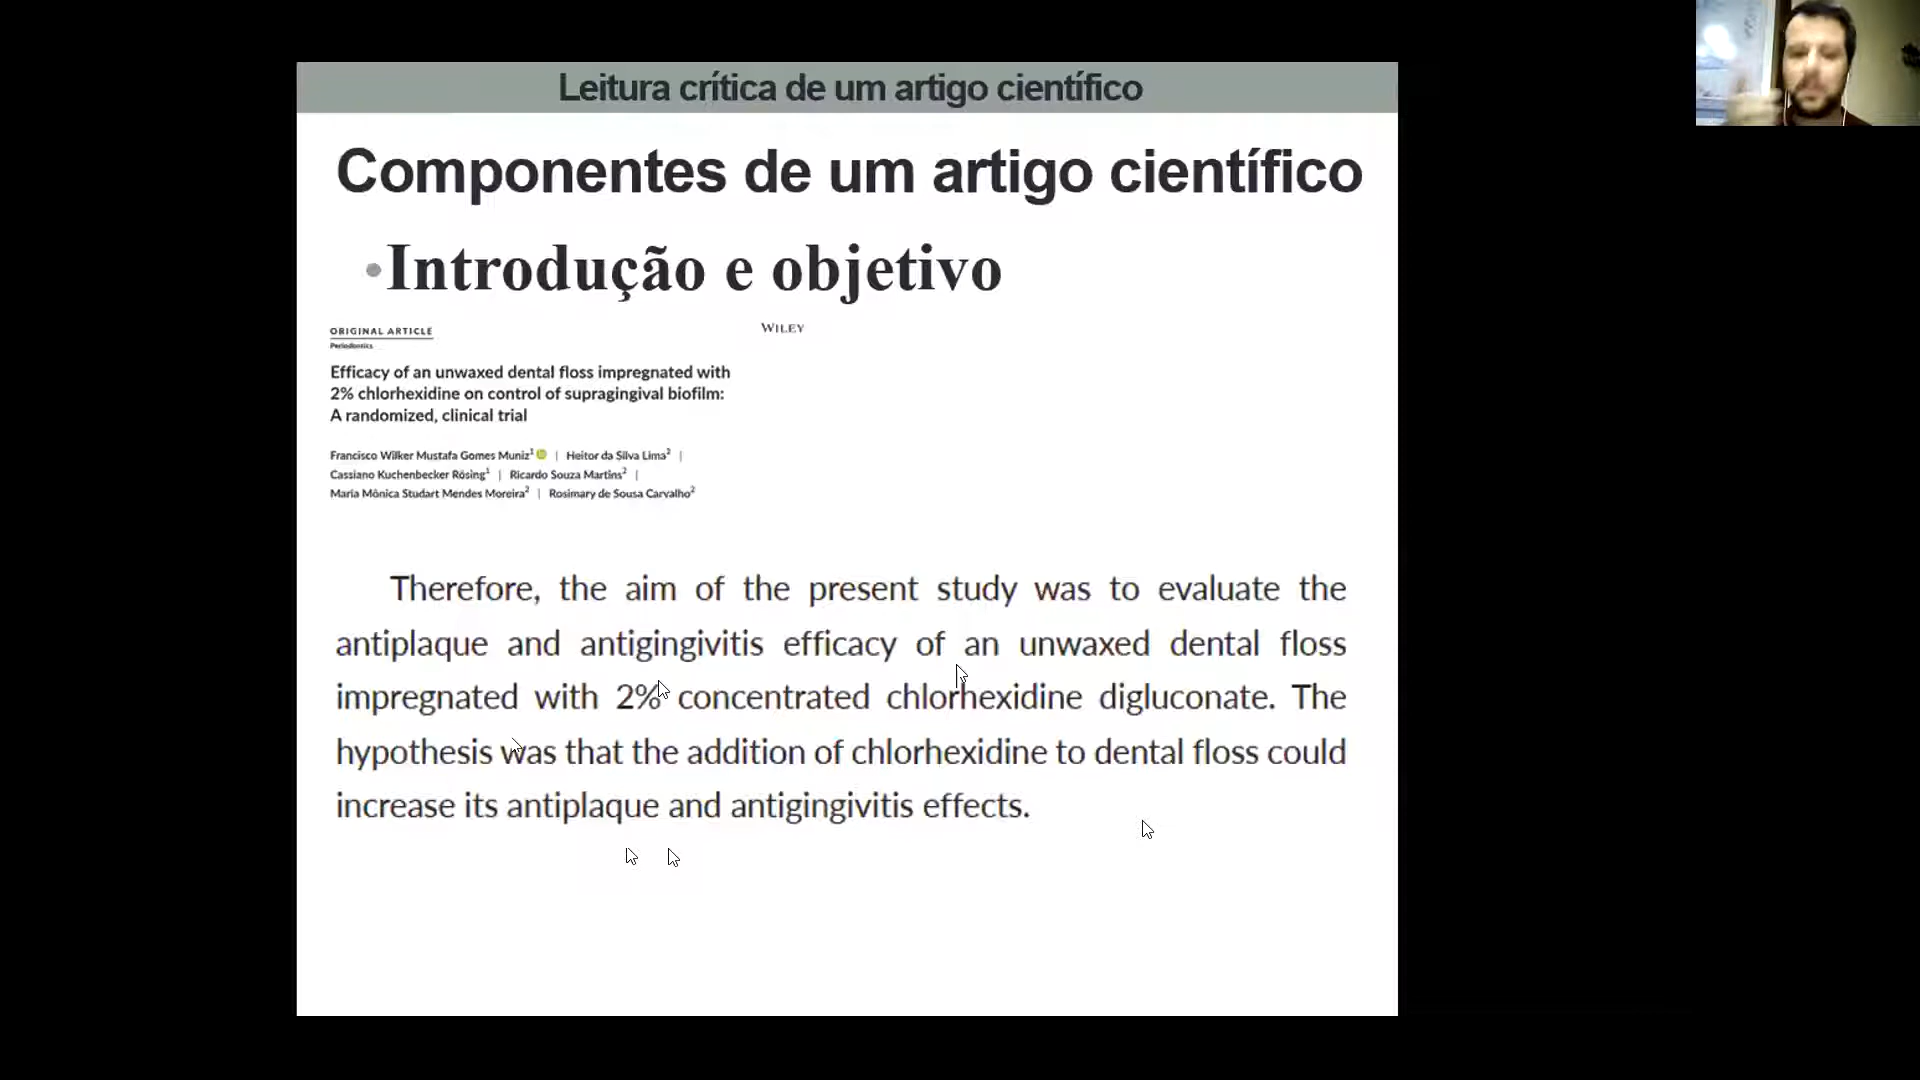 Leitura crítica de um artigo científico
Componentes de um artigo científico
•Introdução e objetivo
ORIGINAL ARTICLE
WILEY
Periodontics
Efficacy of an unwaxed dental floss impregnated with
2% chlorhexidine on control of supragingival biofilm:
A randomized, clinical trial
Francisco Wilker Mustafa Gomes Muniz¹ | Heitor da Silva Lima² |
Cassiano Kuchenbecker Rösing¹ | Ricardo Souza Martins² |
Maria Mônica Studart Mendes Moreira² | Rosimary de Sousa Carvalho²
Therefore, the aim of the present study was to evaluate the
antiplaque and antigingivitis efficacy of an unwaxed dental floss
impregnated with 2% concentrated chlorhexidine digluconate. The
hypothesis was that the addition of chlorhexidine to dental floss could
increase its antiplaque and antigingivitis effects.